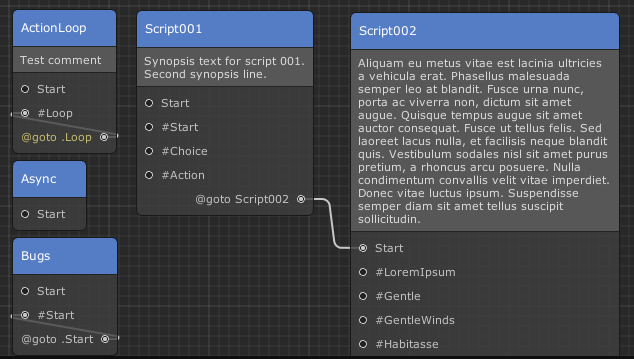 ActionLoop
Test comment
Start
#Loop
@goto .Loop
Async
Start
Bugs
Start
#Start
@goto .Start
Script001
Synopsis text for script 001.
Second synopsis line.
Start
#Start
#Choice
#Action
@goto Script002
Script002
Aliquam eu metus vitae est lacinia ultricies
a vehicula erat. Phasellus malesuada
semper leo at blandit. Fusce urna nunc,
porta ac viverra non, dictum sit amet
augue. Quisque tempus augue sit amet
auctor consequat. Fusce ut tellus felis. Sed
laoreet lacus nulla, et facilisis neque blandit
quis. Vestibulum sodales nisl sit amet purus
pretium, a rhoncus arcu posuere. Nulla
condimentum convallis velit vitae imperdiet.
Donec vitae luctus ipsum. Suspendisse
semper diam sit amet tellus suscipit
sollicitudin.
Start
#LoremIpsum
#Gentle
#GentleWinds
#Habitasse